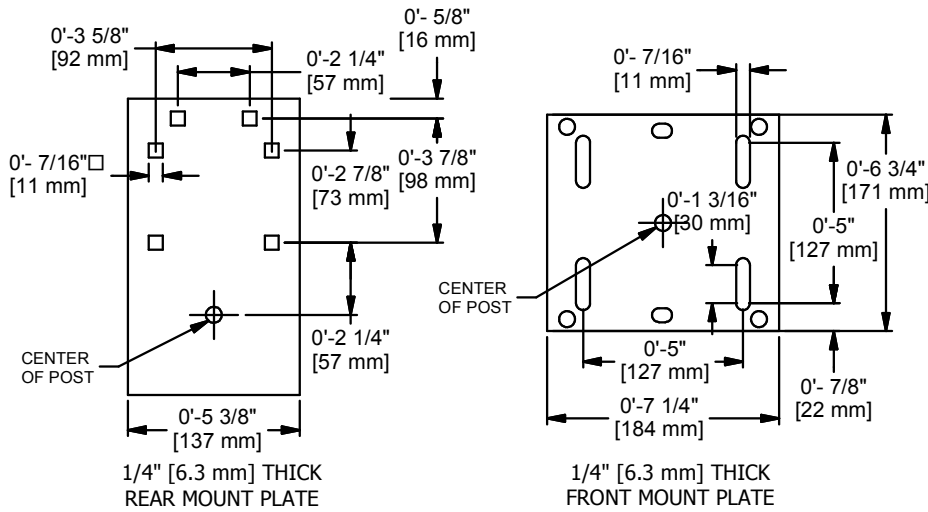 0'-3 5/8"
[92 mm]
0'-2 1/4"
[57 mm]
0'- 5/8"
[16 mm]
0'- 7/16"□
[11 mm]
0'-2 7/8"
[73 mm]
0'-3 7/8"
[98 mm]
0'-2 1/4"
[57 mm]
CENTER
OF POST
0'-5 3/8"
[137 mm]
1/4" [6.3 mm] THICK
REAR MOUNT PLATE
0'- 7/16"
[11 mm]
0'-6 3/4"
[171 mm]
0'-1 3/16"
[30 mm]
0'-5"
[127 mm]
CENTER
OF POST
0'-5"
[127 mm]
0'- 7/8"
[22 mm]
0'-7 1/4"
[184 mm]
1/4" [6.3 mm] THICK
FRONT MOUNT PLATE